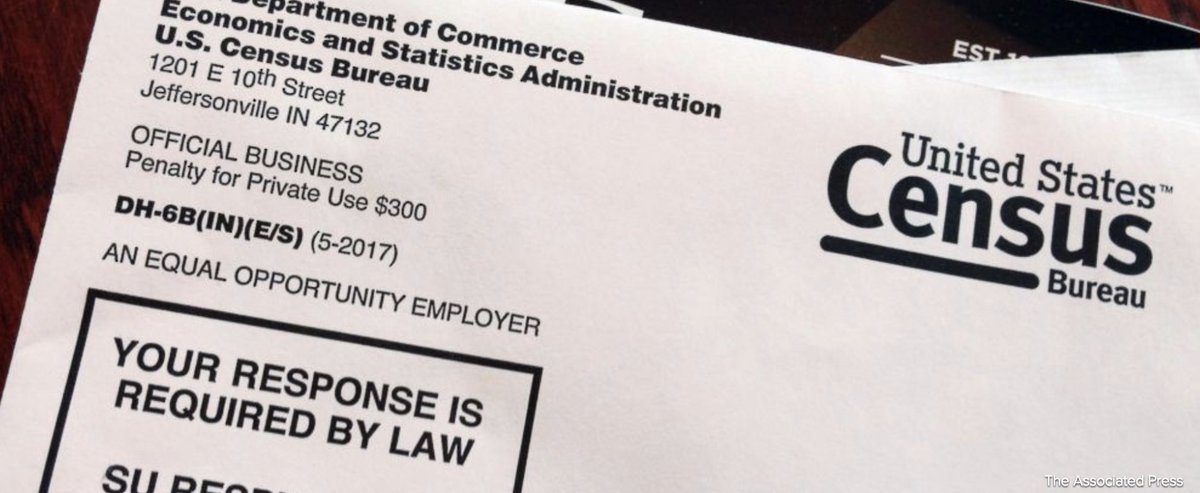 Department of Commerce
Economics and Statistics Administration
U.S. Census Bureau
1201 E 10th Street
Jeffersonville IN 47132
OFFICIAL BUSINESS
Penalty for Private Use $300
DH-6B(IN)(E/S) (5-2017)
AN EQUAL OPPORTUNITY EMPLOYER
YOUR RESPONSE IS
REQUIRED BY LAW
SU
EST
United States™
Census
Bureau
The Associated Press